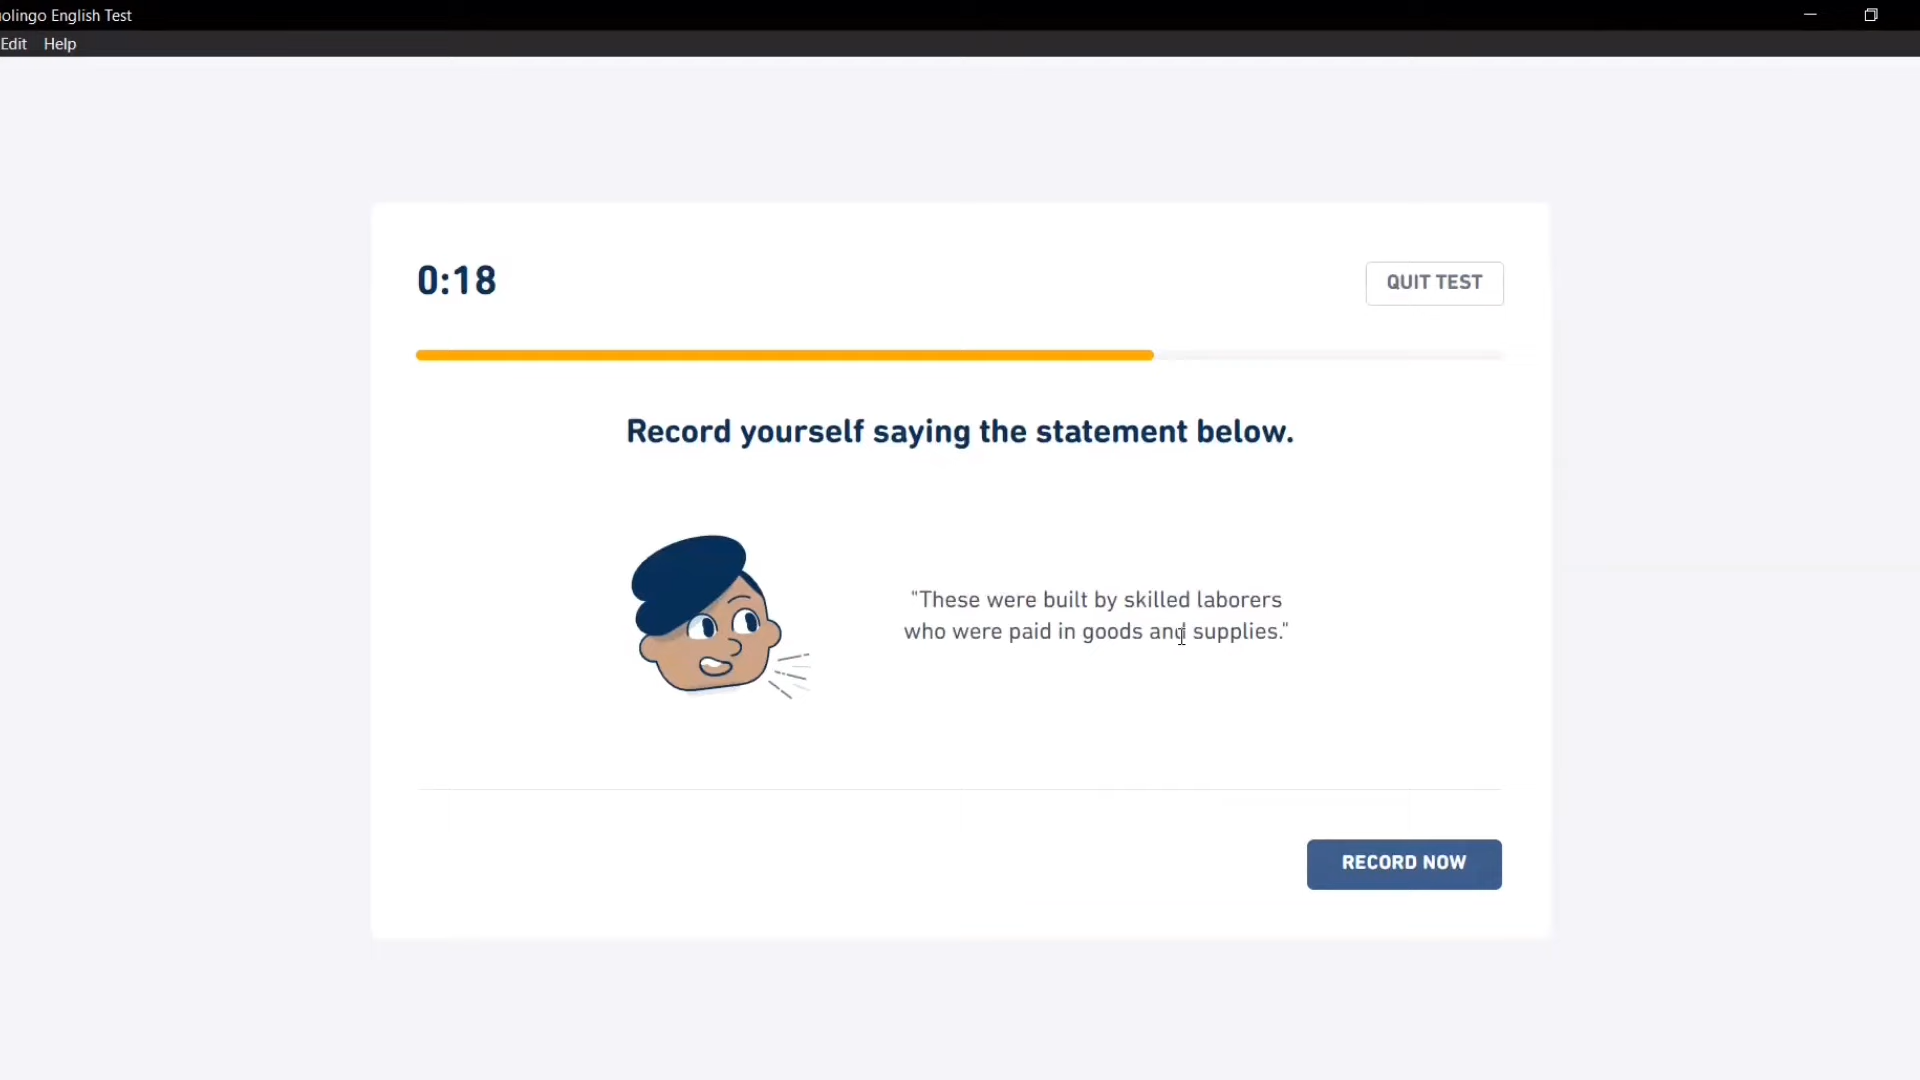 olingo English Test
Edit Help
0:18
QUIT TEST
Record yourself saying the statement below.
"These were built by skilled laborers
who were paid in goods and supplies."
RECORD NOW